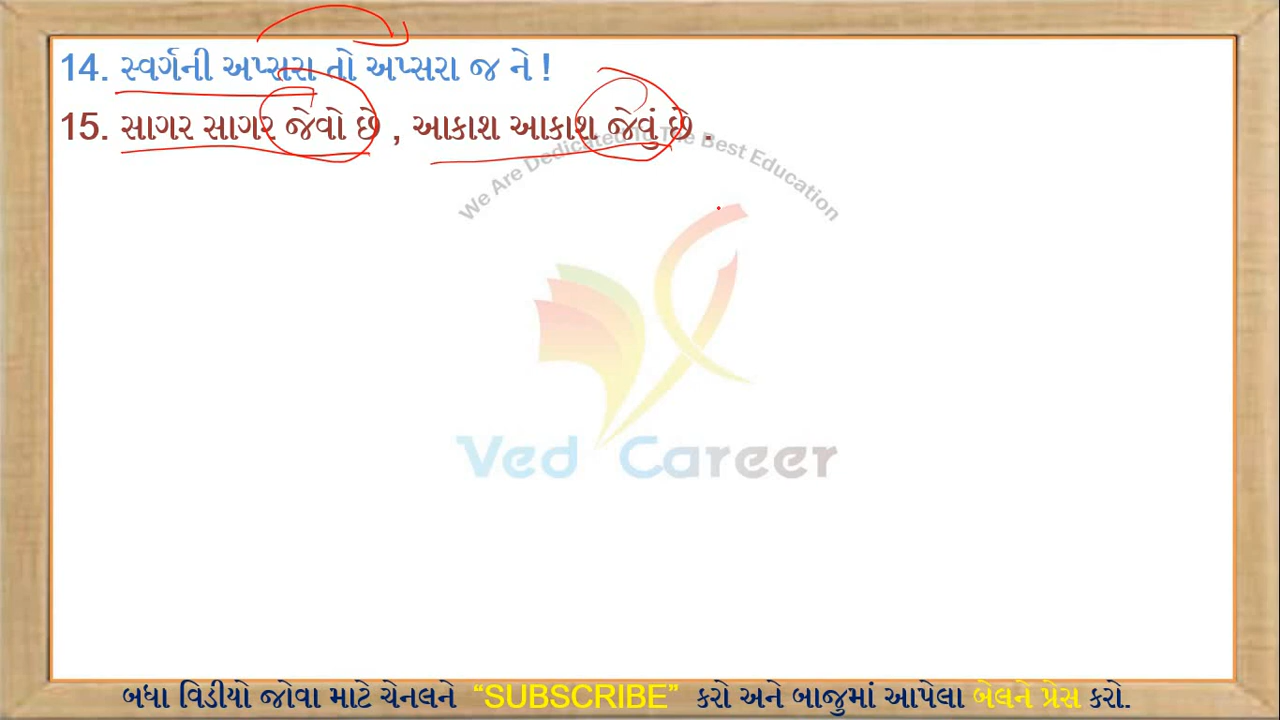 14. સ્વર્ગની અપ્સરા તો અપ્સરા જ ને !
15. સાગર સાગર જેવો છે , આકાશ આકાશ જેવું છે .
We Are Dedicated To The Best Education
Ved Career
બધા વિડીયો જોવા માટે ચેનલને “SUBSCRIBE” કરો અને બાજુમાં આપેલા બેલને પ્રેસ કરો.